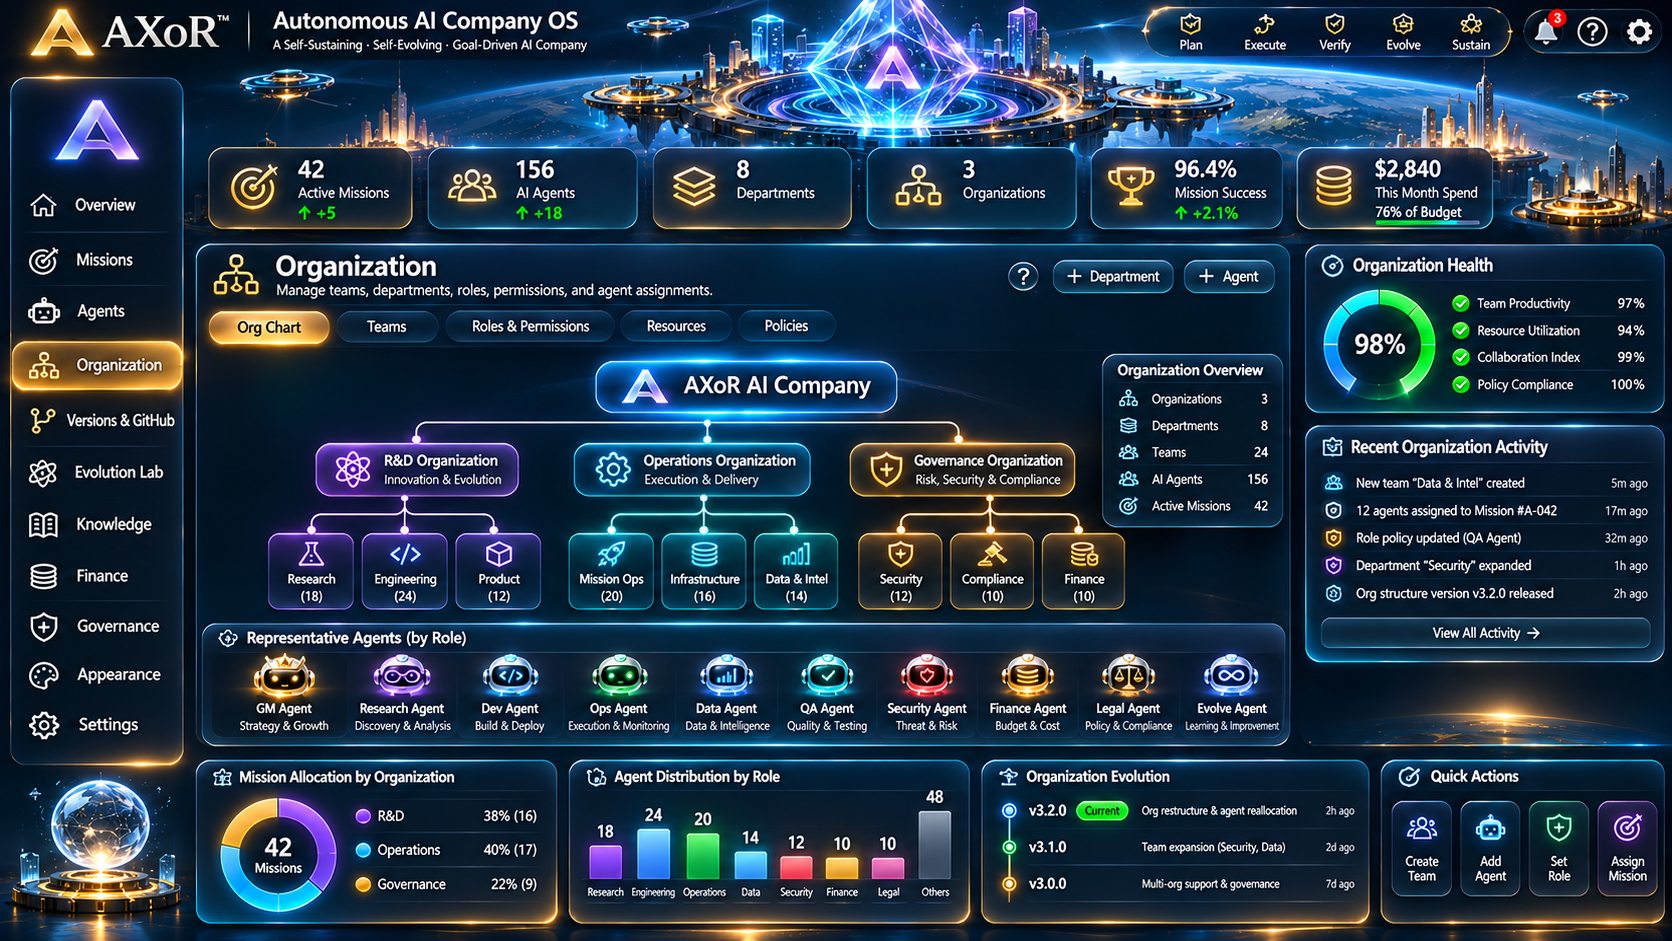 AXoR™
Autonomous AI Company OS
A Self-Sustaining · Self-Evolving · Goal-Driven AI Company
Plan
Execute
Verify
Evolve
Sustain
3
Overview
Missions
Agents
Organization
Versions & GitHub
Evolution Lab
Knowledge
Finance
Governance
Appearance
Settings
42
Active Missions
↑ +5
156
AI Agents
↑ +18
8
Departments
3
Organizations
96.4%
Mission Success
↑ +2.1%
$2,840
This Month Spend
76% of Budget
Organization
Manage teams, departments, roles, permissions, and agent assignments.
?
+ Department
+ Agent
Org Chart
Teams
Roles & Permissions
Resources
Policies
AXoR AI Company
R&D Organization
Innovation & Evolution
Operations Organization
Execution & Delivery
Governance Organization
Risk, Security & Compliance
Research
(18)
Engineering
(24)
Product
(12)
Mission Ops
(20)
Infrastructure
(16)
Data & Intel
(14)
Security
(12)
Compliance
(10)
Finance
(10)
Organization Overview
Organizations 3
Departments 8
Teams 24
AI Agents 156
Active Missions 42
Representative Agents (by Role)
GM Agent
Strategy & Growth
Research Agent
Discovery & Analysis
Dev Agent
Build & Deploy
Ops Agent
Execution & Monitoring
Data Agent
Data & Intelligence
QA Agent
Quality & Testing
Security Agent
Threat & Risk
Finance Agent
Budget & Cost
Legal Agent
Policy & Compliance
Evolve Agent
Learning & Improvement
Organization Health
98%
Team Productivity 97%
Resource Utilization 94%
Collaboration Index 99%
Policy Compliance 100%
Recent Organization Activity
New team “Data & Intel” created 5m ago
12 agents assigned to Mission #A-042 17m ago
Role policy updated (QA Agent) 32m ago
Department “Security” expanded 1h ago
Org structure version v3.2.0 released 2h ago
View All Activity →
Mission Allocation by Organization
42
Missions
R&D 38% (16)
Operations 40% (17)
Governance 22% (9)
Agent Distribution by Role
18
24
20
14
12
10
10
48
Research
Engineering
Operations
Data
Security
Finance
Legal
Others
Organization Evolution
v3.2.0 Current Org restructure & agent reallocation 2h ago
v3.1.0 Team expansion (Security, Data) 2d ago
v3.0.0 Multi-org support & governance 7d ago
Quick Actions
Create
Team
Add
Agent
Set
Role
Assign
Mission